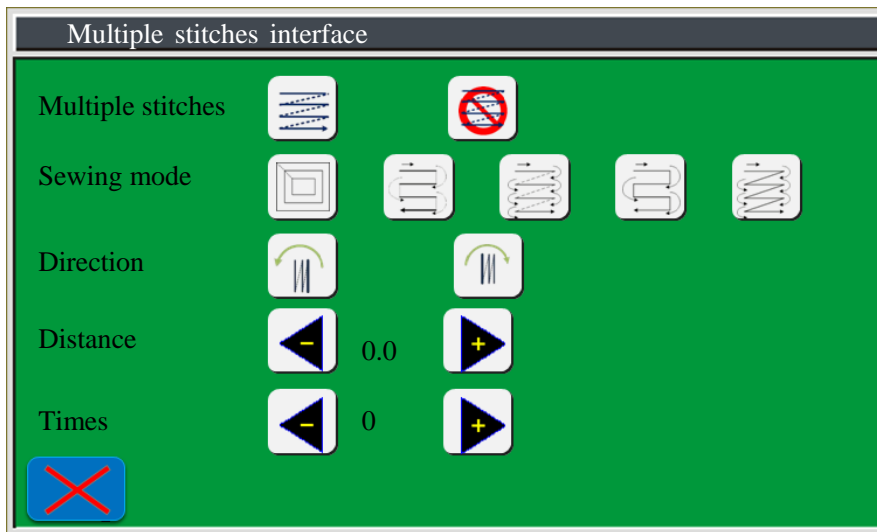 Multiple stitches interface
Multiple stitches
Sewing mode
Direction
Distance - 0.0 +
Times - 0 +